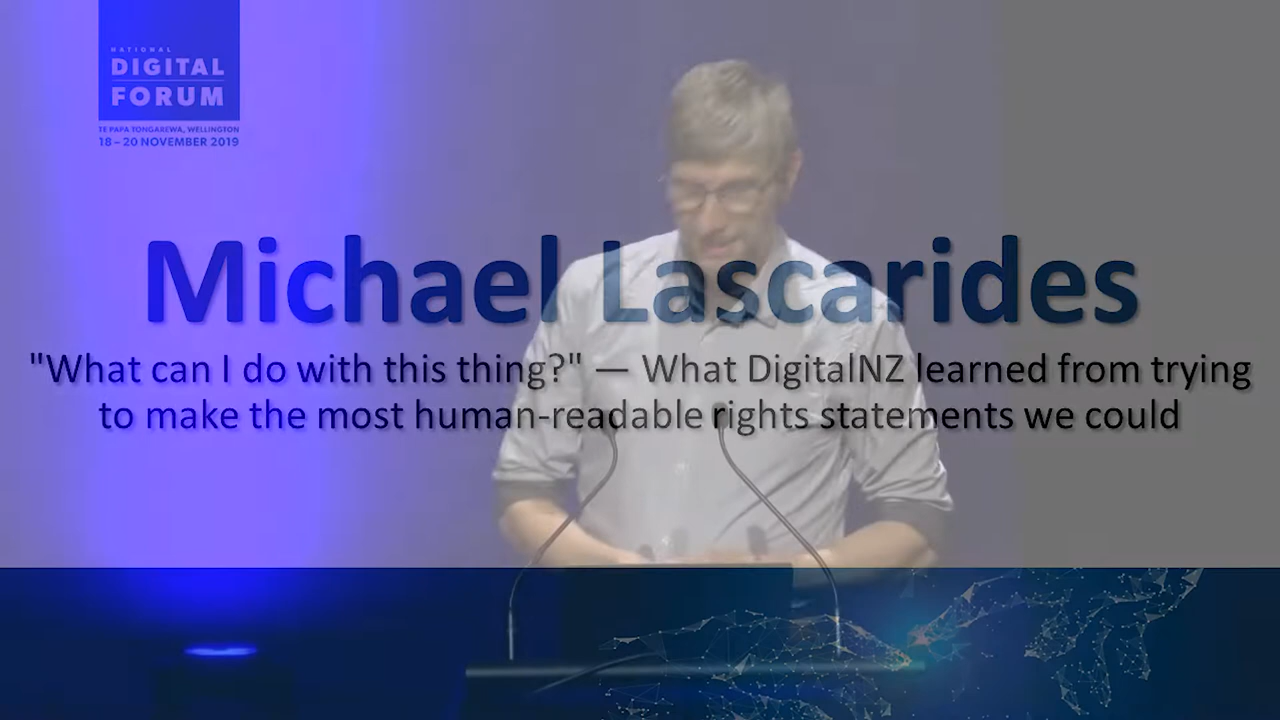 NATIONAL
DIGITAL
FORUM
TE PAPA TONGAREWA, WELLINGTON
18–20 NOVEMBER 2019
Michael Lascarides
"What can I do with this thing?" — What DigitalNZ learned from trying
to make the most human-readable rights statements we could